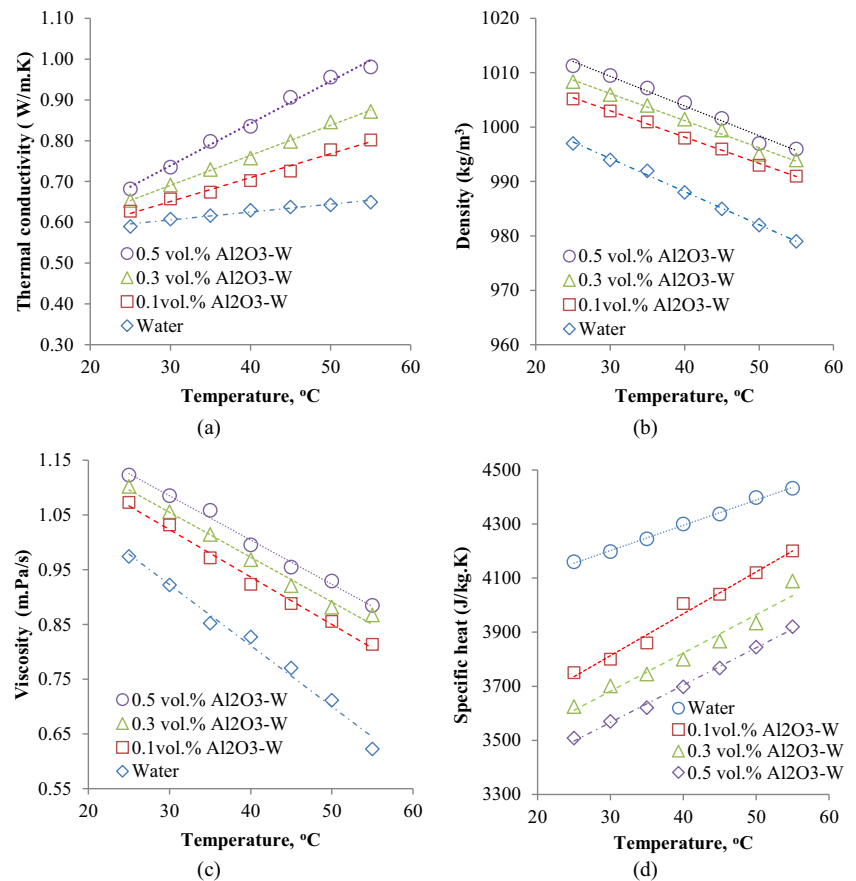 1.00
0.90
0.80
0.70
0.60
0.50
0.40
0.30
Thermal conductivity ( W/m.K)
0.5 vol.% Al2O3-W
0.3 vol.% Al2O3-W
0.1vol.% Al2O3-W
Water
20 30 40 50 60
Temperature, °C
(a)
1020
1010
1000
990
980
970
960
Density (kg/m³)
0.5 vol.% Al2O3-W
0.3 vol.% Al2O3-W
0.1vol.% Al2O3-W
Water
20 30 40 50 60
Temperature, °C
(b)
1.15
1.05
0.95
0.85
0.75
0.65
0.55
Viscosity (m.Pa/s)
0.5 vol.% Al2O3-W
0.3 vol.% Al2O3-W
0.1vol.% Al2O3-W
Water
20 30 40 50 60
Temperature, °C
(c)
4500
4300
4100
3900
3700
3500
3300
Specific heat (J/kg.K)
Water
0.1vol.% Al2O3-W
0.3 vol.% Al2O3-W
0.5 vol.% Al2O3-W
20 30 40 50 60
Temperature, °C
(d)